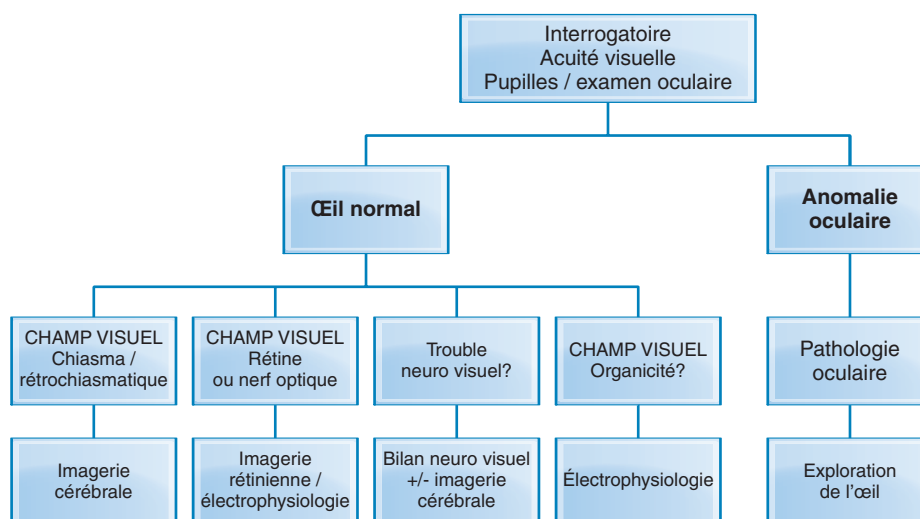 Interrogatoire
Acuité visuelle
Pupilles / examen oculaire
Œil normal
Anomalie
oculaire
CHAMP VISUEL
Chiasma /
rétrochiasmatique
CHAMP VISUEL
Rétine
ou nerf optique
Trouble
neuro visuel?
CHAMP VISUEL
Organicité?
Pathologie
oculaire
Imagerie
cérébrale
Imagerie
rétinienne /
électrophysiologie
Bilan neuro visuel
+/- imagerie
cérébrale
Électrophysiologie
Exploration
de l'œil